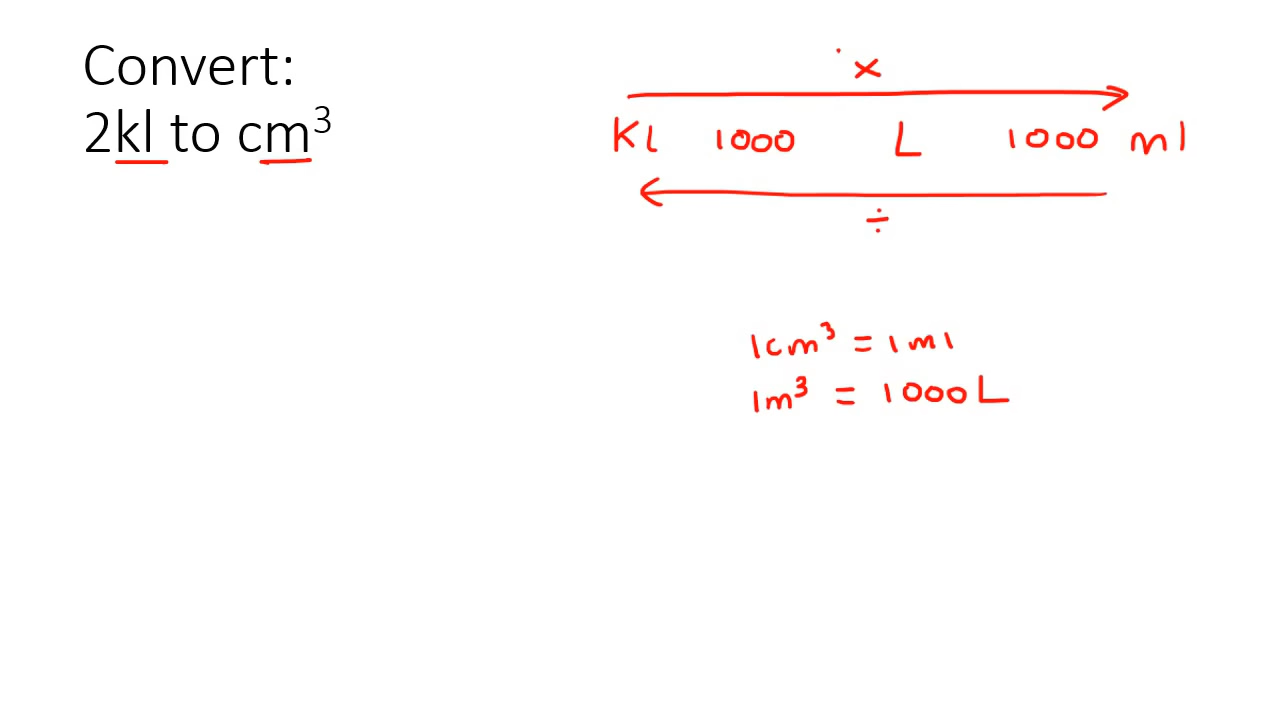 Convert:
2kl to cm³
×
Kl 1000 L 1000 ml
÷
1cm³ = 1ml
1m³ = 1000L